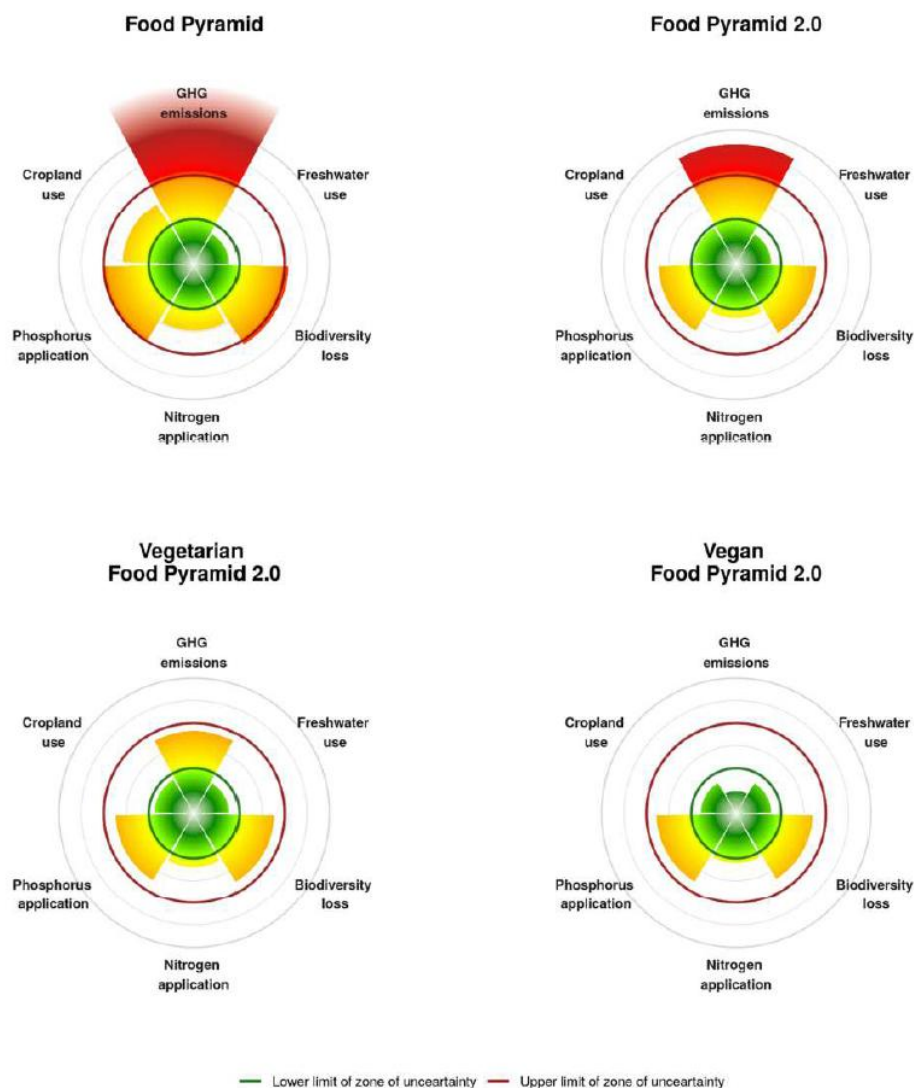 Food Pyramid
GHG
emissions
Cropland
use
Freshwater
use
Phosphorus
application
Biodiversity
loss
Nitrogen
application
Food Pyramid 2.0
GHG
emissions
Cropland
use
Freshwater
use
Phosphorus
application
Biodiversity
loss
Nitrogen
application
Vegetarian
Food Pyramid 2.0
GHG
emissions
Cropland
use
Freshwater
use
Phosphorus
application
Biodiversity
loss
Nitrogen
application
Vegan
Food Pyramid 2.0
GHG
emissions
Cropland
use
Freshwater
use
Phosphorus
application
Biodiversity
loss
Nitrogen
application
Lower limit of zone of uncertainty Upper limit of zone of uncertainty